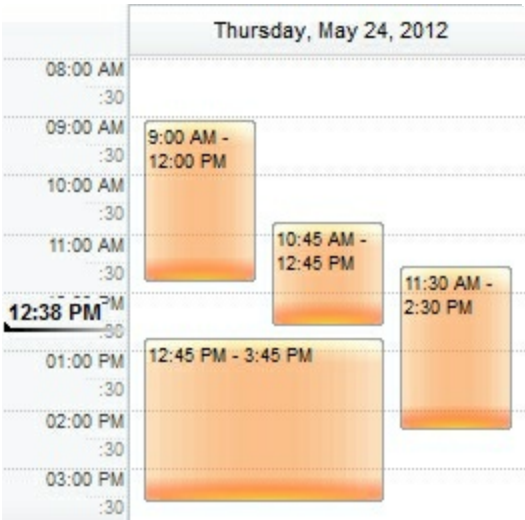 Thursday, May 24, 2012
08:00 AM
:30
09:00 AM
:30
10:00 AM
:30
11:00 AM
:30
PM
12:38 PM
:30
01:00 PM
:30
02:00 PM
:30
03:00 PM
:30
9:00 AM -
12:00 PM
10:45 AM -
12:45 PM
11:30 AM -
2:30 PM
12:45 PM - 3:45 PM